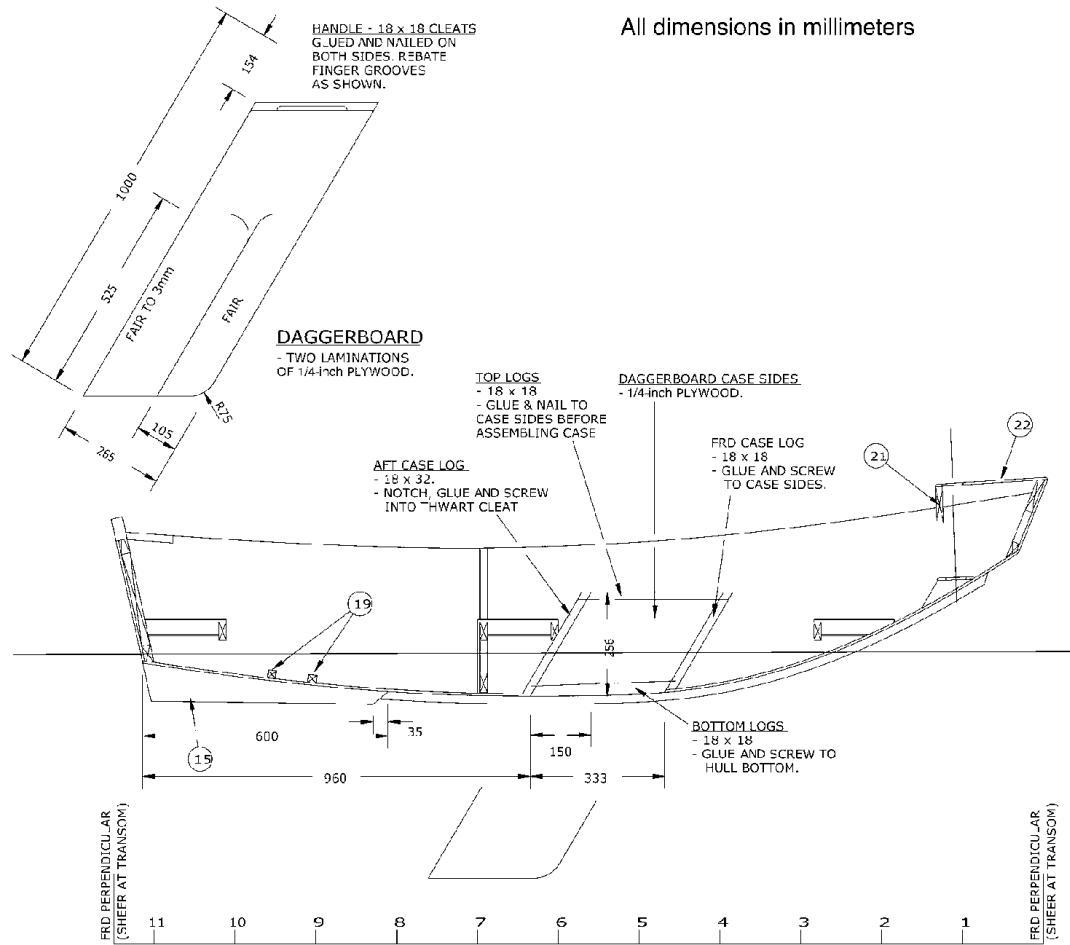 All dimensions in millimeters
HANDLE - 18 x 18 CLEATS
GLUED AND NAILED ON
BOTH SIDES. REBATE
FINGER GROOVES
AS SHOWN.
154
1000
525
FAIR TO 3mm
FAIR
R75
105
265
DAGGERBOARD
- TWO LAMINATIONS
OF 1/4-inch PLYWOOD.
TOP LOGS
- 18 x 18
- GLUE & NAIL TO
CASE SIDES BEFORE
ASSEMBLING CASE
DAGGERBOARD CASE SIDES
- 1/4-inch PLYWOOD.
FRD CASE LOG
- 18 x 18
- GLUE AND SCREW
TO CASE SIDES.
AFT CASE LOG
- 18 x 32.
- NOTCH, GLUE AND SCREW
INTO THWART CLEAT
21
22
19
256
15
600
35
150
960
333
BOTTOM LOGS
- 18 x 18
- GLUE AND SCREW TO
HULL BOTTOM.
FRD PERPENDICULAR
(SHEER AT TRANSOM)
11 10 9 8 7 6 5 4 3 2 1
FRD PERPENDICULAR
(SHEER AT TRANSOM)